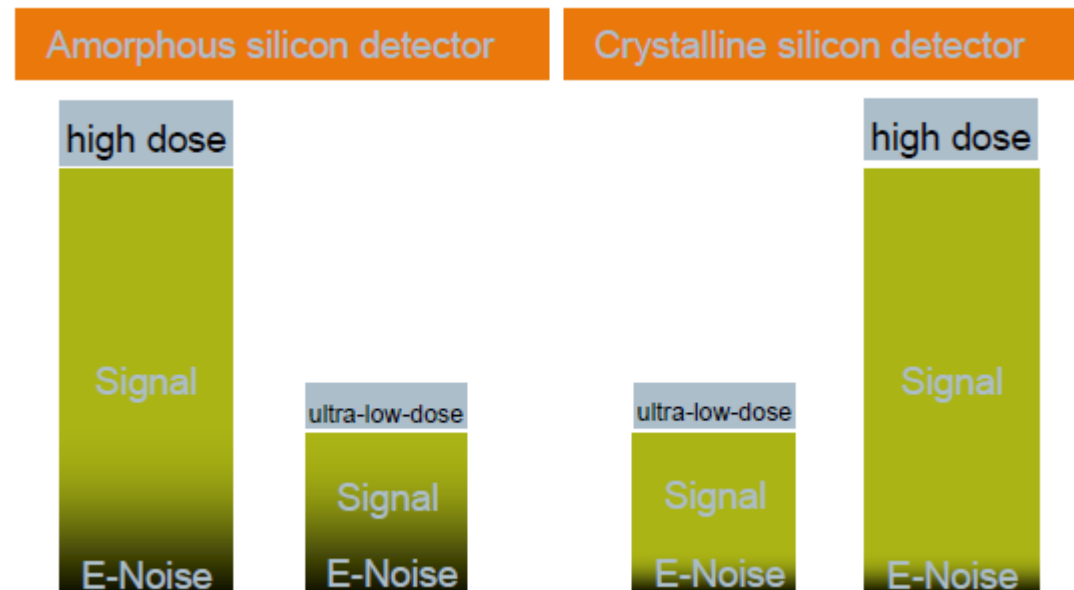 Amorphous silicon detector
Crystalline silicon detector
high dose
high dose
Signal
Signal
ultra-low-dose
ultra-low-dose
Signal
Signal
E-Noise
E-Noise
E-Noise
E-Noise